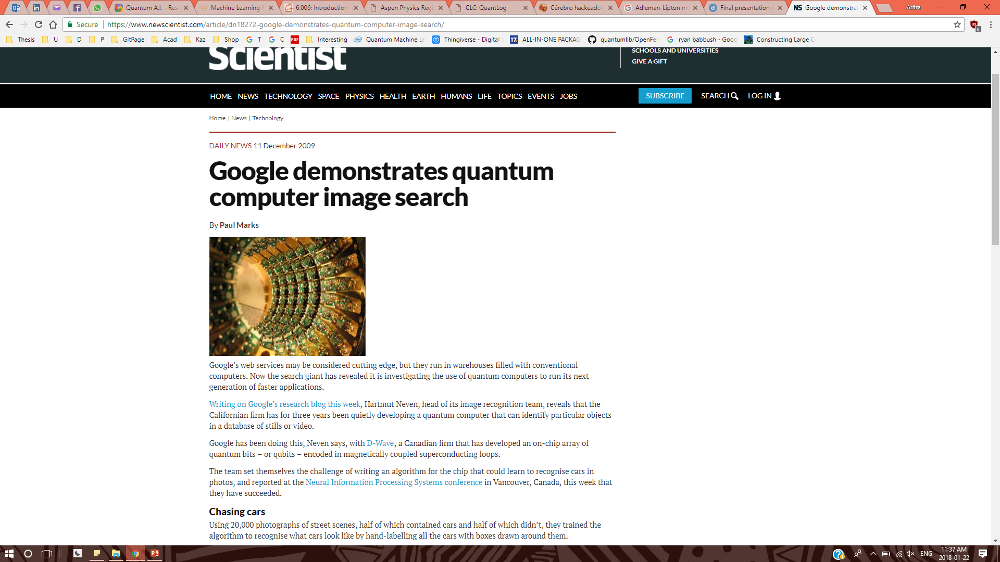 Quantum A.I. - Res
Machine Learning
6.006: Introduction
Aspen Physics Reg
CLC: QuantLog
Cérebro hackeado
Adleman-Lipton m
Final presentation
NS Google demonstra
Aritra
Secure https://www.newscientist.com/article/dn18272-google-demonstrates-quantum-computer-image-search/
8
Thesis U D P GitPage Acad Kaz Shop T C PDF Interesting Quantum Machine Le Thingiverse - Digital 17. ALL-IN-ONE PACKAG quantumlib/OpenFer ryan babbush - Goog Constructing Large C
Scientist
SCHOOLS AND UNIVERSITIES
GIVE A GIFT
HOME NEWS TECHNOLOGY SPACE PHYSICS HEALTH EARTH HUMANS LIFE TOPICS EVENTS JOBS SUBSCRIBE SEARCH LOG IN
Home | News | Technology
DAILY NEWS 11 December 2009
Google demonstrates quantum
computer image search
By Paul Marks
Google’s web services may be considered cutting edge, but they run in warehouses filled with conventional
computers. Now the search giant has revealed it is investigating the use of quantum computers to run its next
generation of faster applications.
Writing on Google’s research blog this week, Hartmut Neven, head of its image recognition team, reveals that the
Californian firm has for three years been quietly developing a quantum computer that can identify particular objects
in a database of stills or video.
Google has been doing this, Neven says, with D-Wave, a Canadian firm that has developed an on-chip array of
quantum bits – or qubits – encoded in magnetically coupled superconducting loops.
The team set themselves the challenge of writing an algorithm for the chip that could learn to recognise cars in
photos, and reported at the Neural Information Processing Systems conference in Vancouver, Canada, this week that
they have succeeded.
Chasing cars
Using 20,000 photographs of street scenes, half of which contained cars and half of which didn’t, they trained the
algorithm to recognise what cars look like by hand-labelling all the cars with boxes drawn around them.
ENG
11:37 AM
2018-01-22